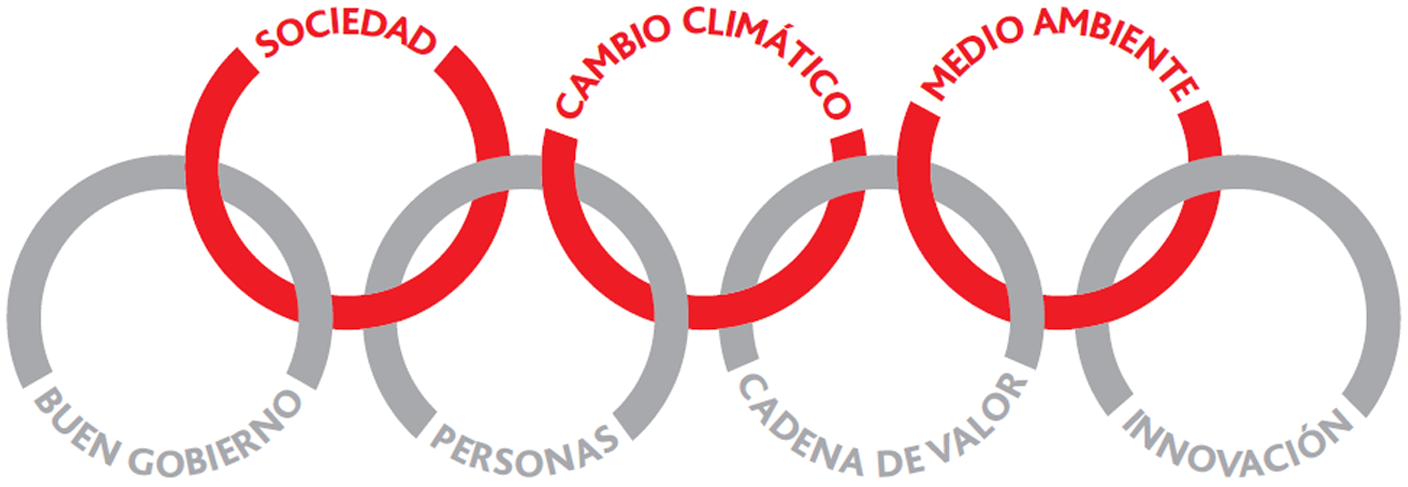 SOCIEDAD
CAMBIO CLIMÁTICO
MEDIO AMBIENTE
BUEN GOBIERNO
PERSONAS
CADENA DE VALOR
INNOVACIÓN